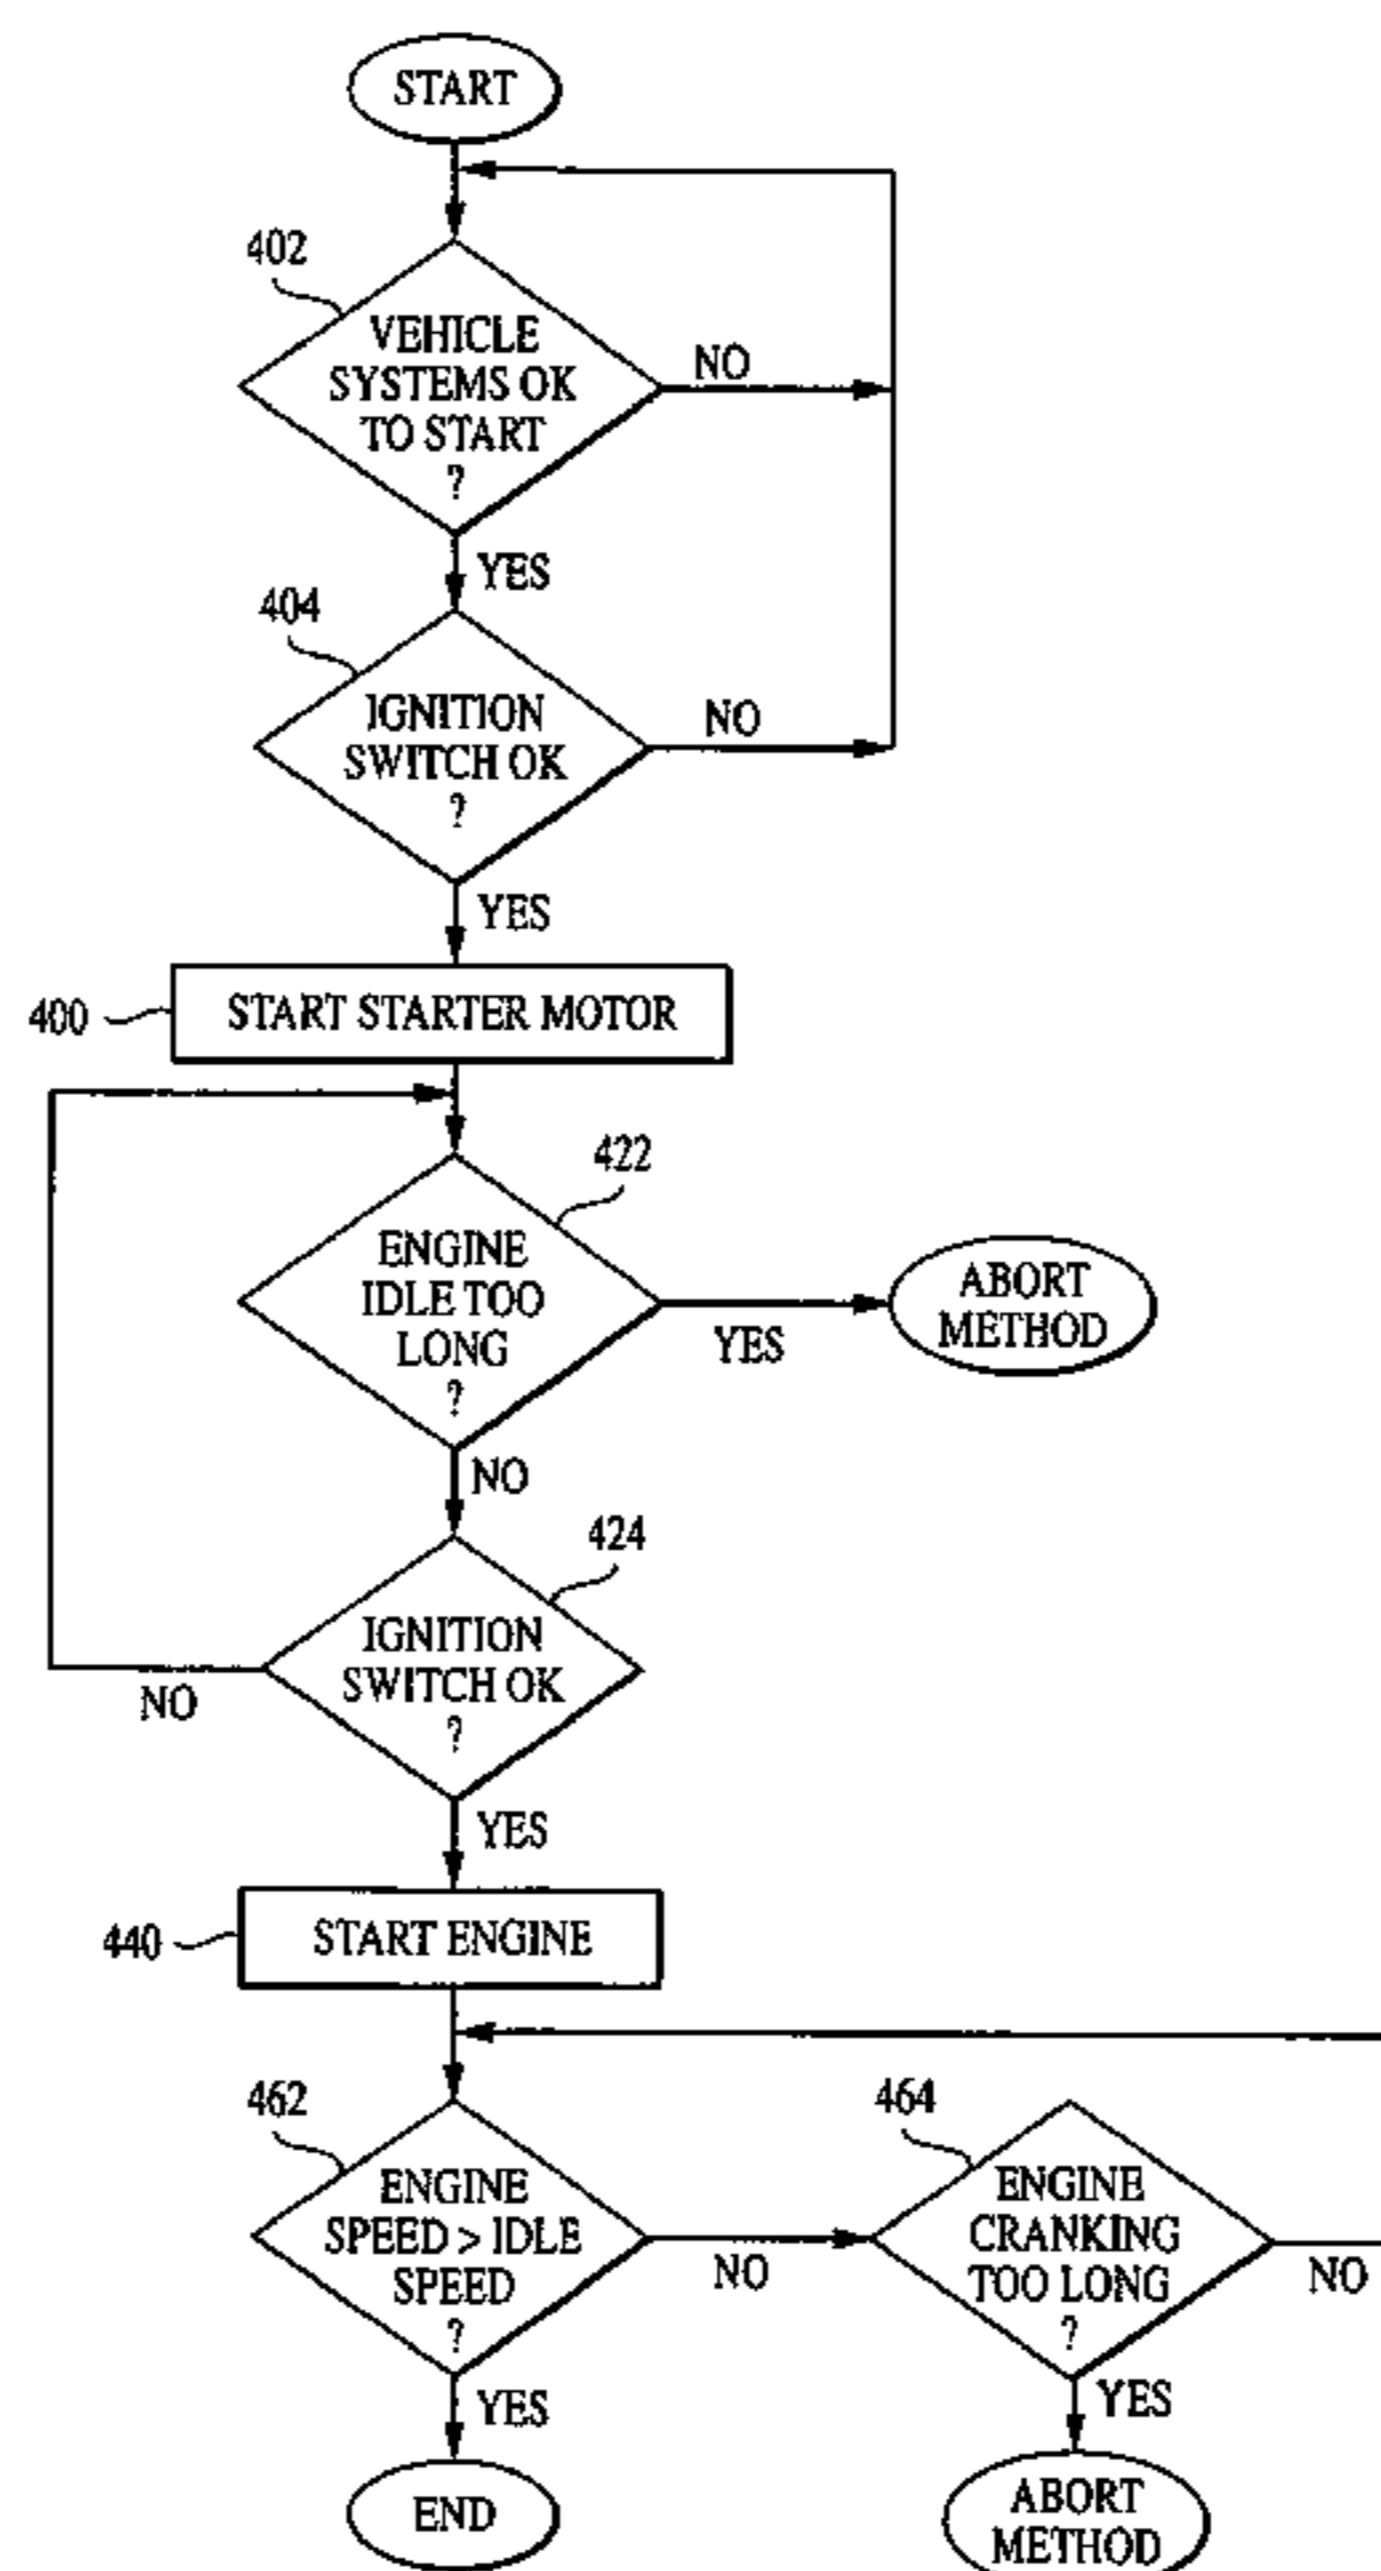 START
402
VEHICLE
SYSTEMS OK
TO START
?
NO
YES
404
IGNITION
SWITCH OK
?
NO
YES
400
START STARTER MOTOR
422
ENGINE
IDLE TOO
LONG
?
YES
ABORT
METHOD
NO
424
IGNITION
SWITCH OK
?
NO
YES
440
START ENGINE
462
ENGINE
SPEED > IDLE
SPEED
?
NO
464
ENGINE
CRANKING
TOO LONG
?
NO
YES
YES
END
ABORT
METHOD